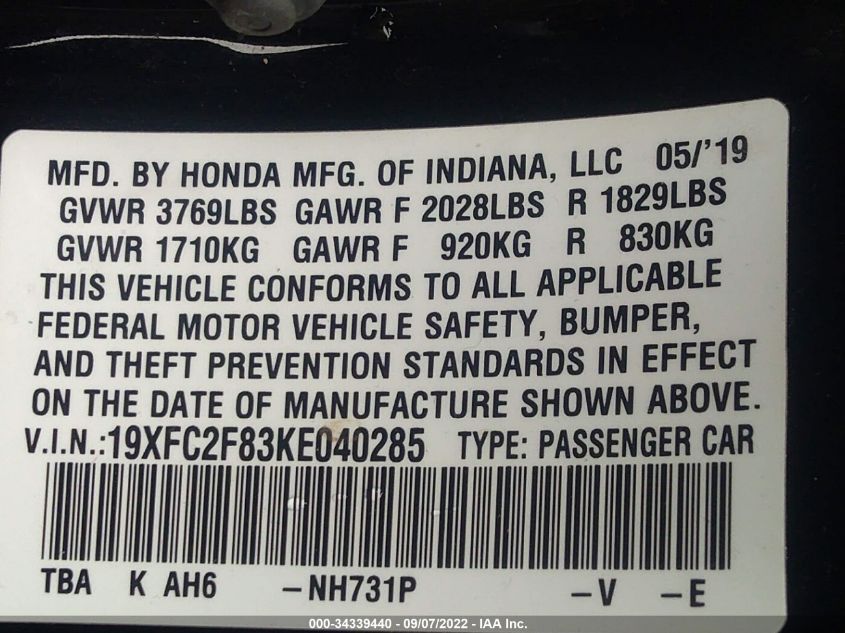 MFD. BY HONDA MFG. OF INDIANA, LLC 05/'19
GVWR 3769LBS GAWR F 2028LBS R 1829LBS
GVWR 1710KG GAWR F 920KG R 830KG
THIS VEHICLE CONFORMS TO ALL APPLICABLE
FEDERAL MOTOR VEHICLE SAFETY, BUMPER,
AND THEFT PREVENTION STANDARDS IN EFFECT
ON THE DATE OF MANUFACTURE SHOWN ABOVE.
V.I.N.:19XFC2F83KE040285 TYPE: PASSENGER CAR
TBA K AH6 -NH731P -V -E
000-34339440 - 09/07/2022 - IAA Inc.